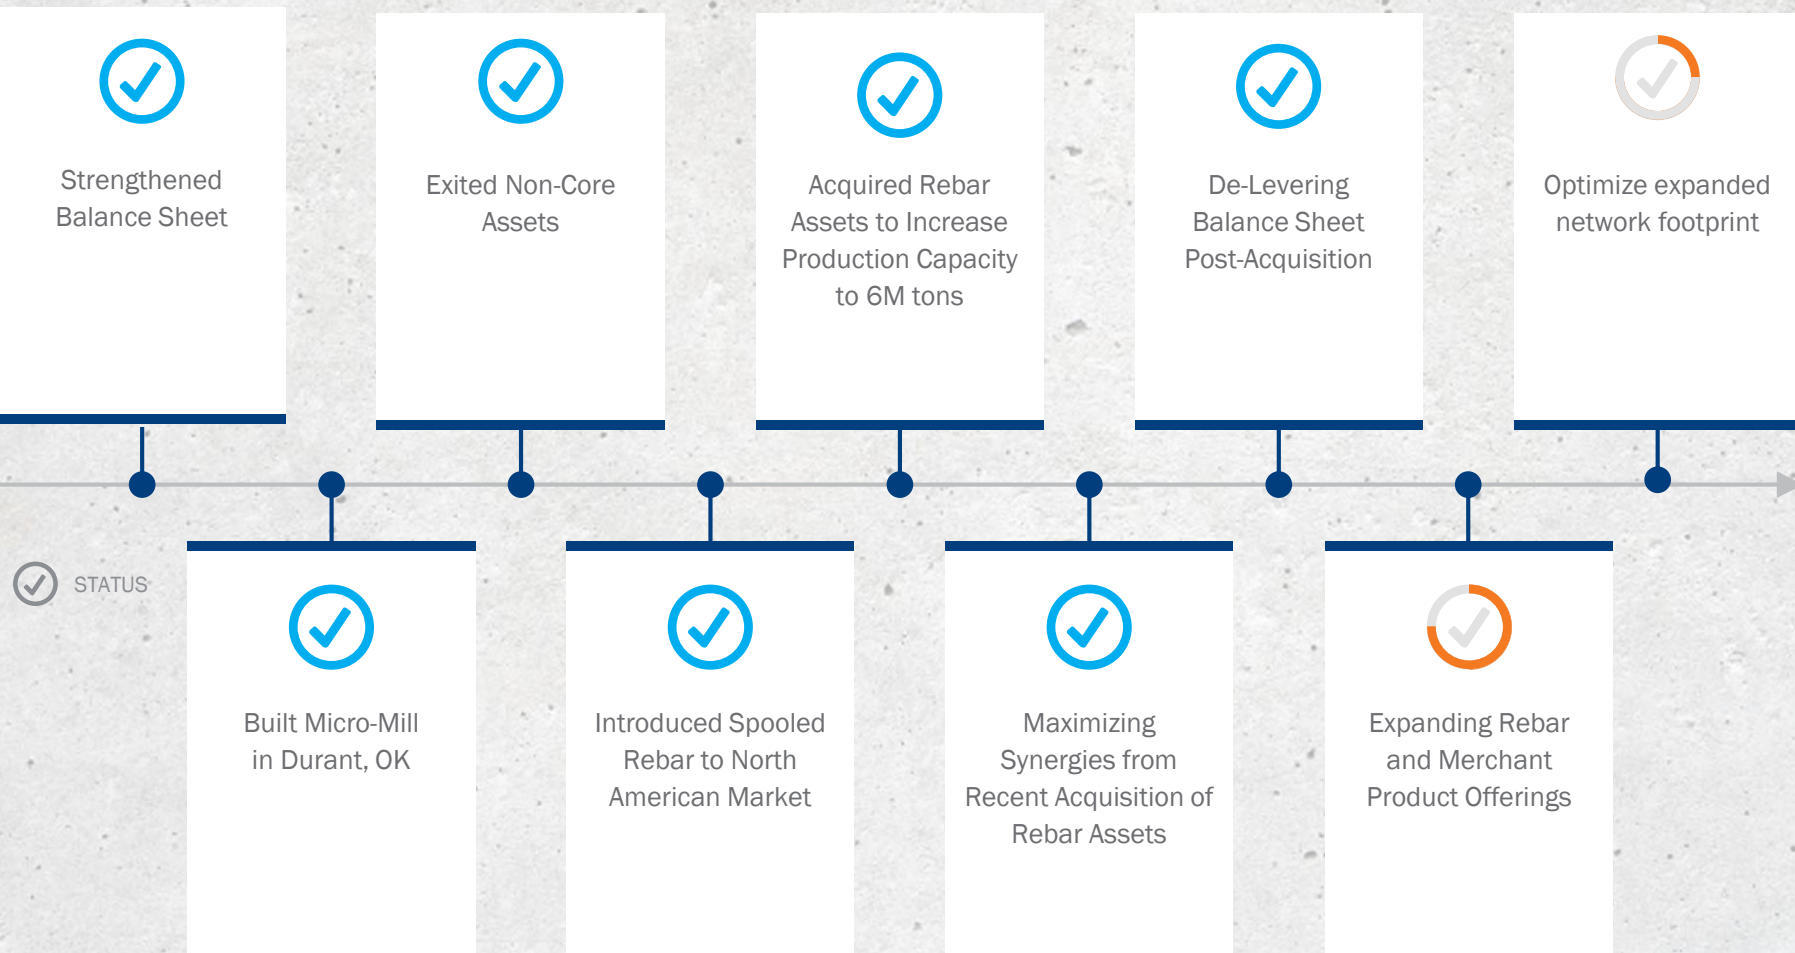 Strengthened
Balance Sheet
Exited Non-Core
Assets
Acquired Rebar
Assets to Increase
Production Capacity
to 6M tons
De-Levering
Balance Sheet
Post-Acquisition
Optimize expanded
network footprint
STATUS
Built Micro-Mill
in Durant, OK
Introduced Spooled
Rebar to North
American Market
Maximizing
Synergies from
Recent Acquisition of
Rebar Assets
Expanding Rebar
and Merchant
Product Offerings